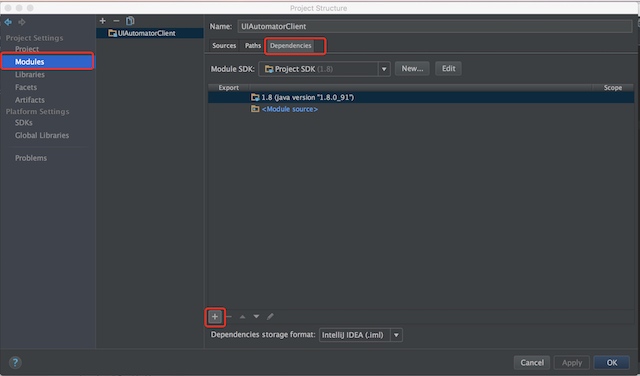 Project Structure
Name: UIAutomatorClient
Project Settings
Project
Modules
Libraries
Facets
Artifacts
Platform Settings
SDKs
Global Libraries
Problems
UIAutomatorClient
Sources Paths Dependencies
Module SDK: Project SDK (1.8) New... Edit
Export Scope
1.8 (java version "1.8.0_91")
<Module source>
Dependencies storage format: IntelliJ IDEA (.iml)
? Cancel Apply OK